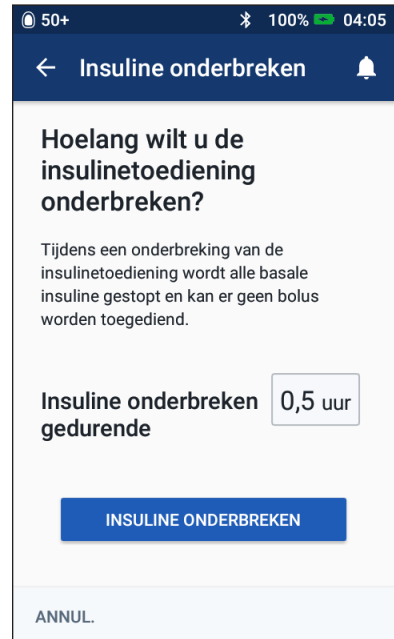 50+ 100% 04:05
Insuline onderbreken
Hoelang wilt u de
insulinetoediening
onderbreken?
Tijdens een onderbreking van de
insulinetoediening wordt alle basale
insuline gestopt en kan er geen bolus
worden toegediend.
Insuline onderbreken 0,5 uur
gedurende
INSULINE ONDERBREKEN
ANNUL.